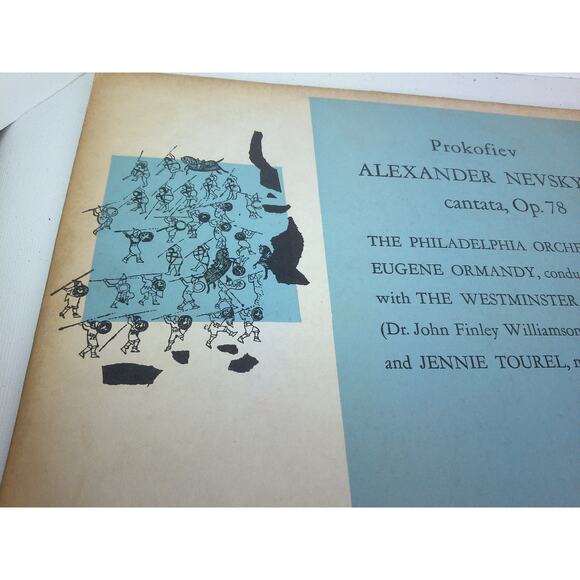 Prokofiev
ALEXANDER NEVSKY
cantata, Op. 78
THE PHILADELPHIA ORCHE
EUGENE ORMANDY, condu
with THE WESTMINSTER
(Dr. John Finley Williamson
and JENNIE TOUREL, m